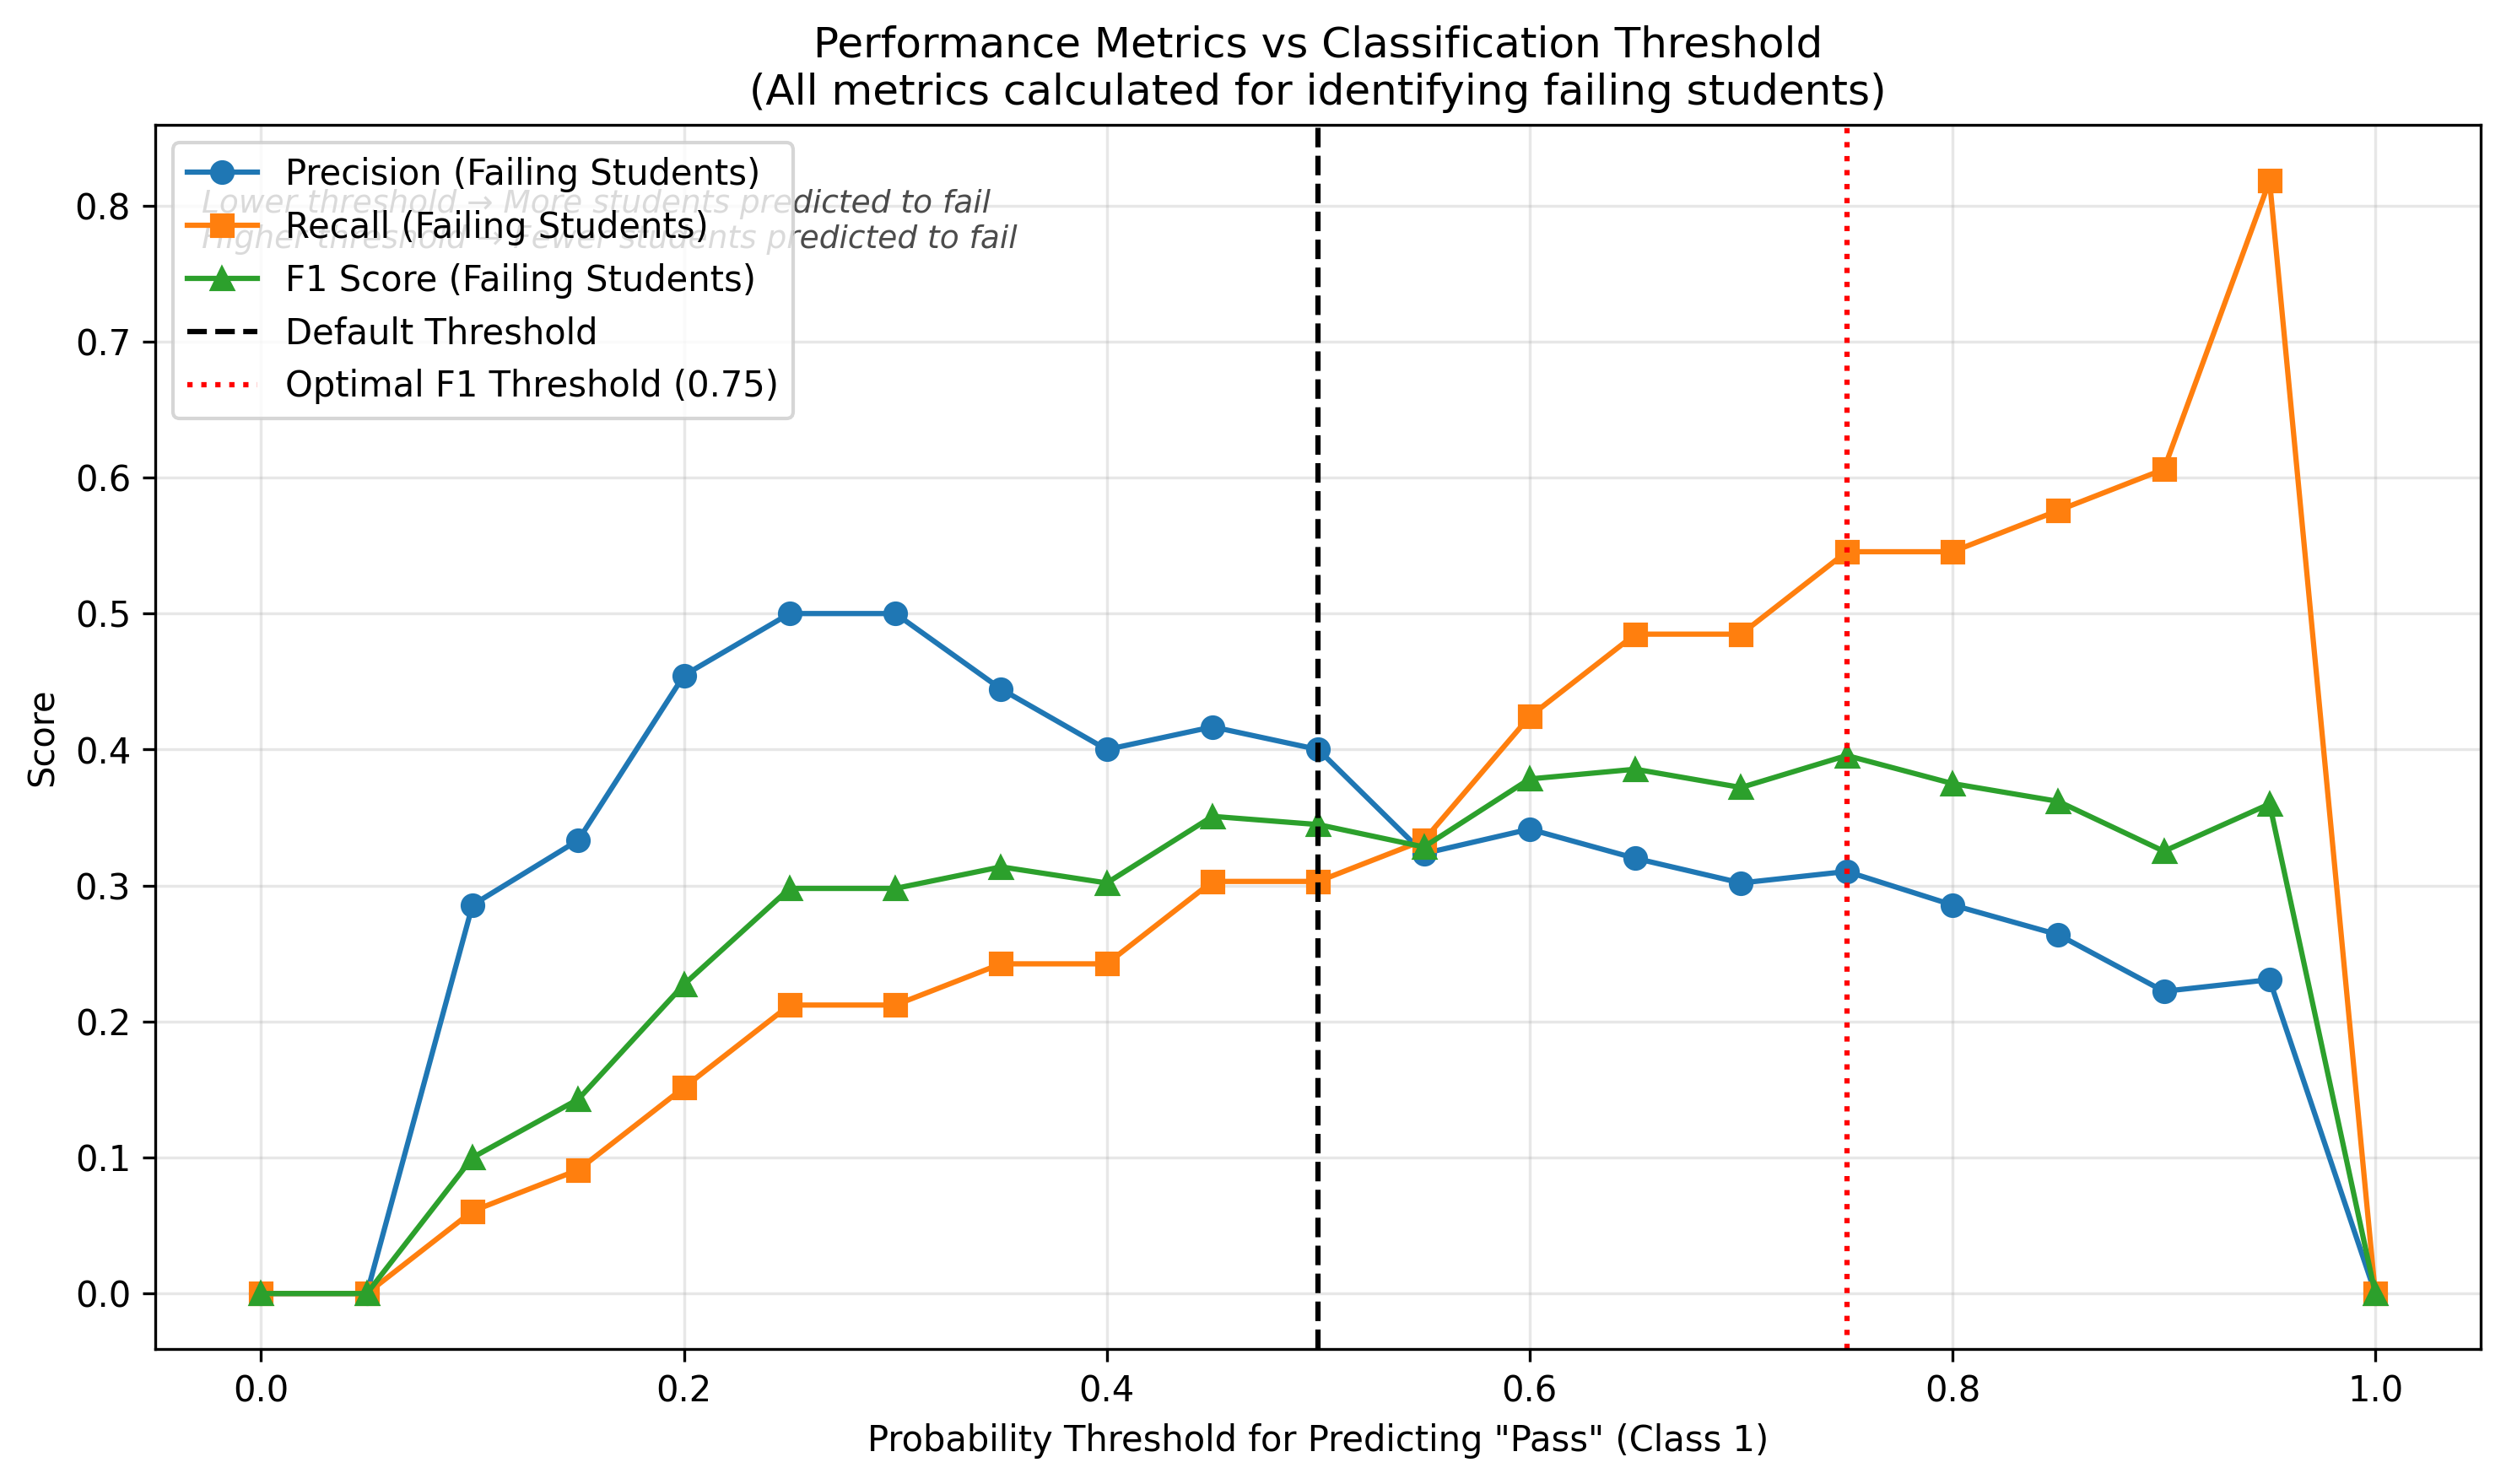 Performance Metrics vs Classification Threshold
(All metrics calculated for identifying failing students)
Precision (Failing Students)
Lower threshold → More students predicted to fail
Recall (Failing Students)
Higher threshold → Fewer students predicted to fail
F1 Score (Failing Students)
Default Threshold
Optimal F1 Threshold (0.75)
0.8
0.7
0.6
0.5
0.4
0.3
0.2
0.1
0.0
Score
0.0 0.2 0.4 0.6 0.8 1.0
Probability Threshold for Predicting "Pass" (Class 1)